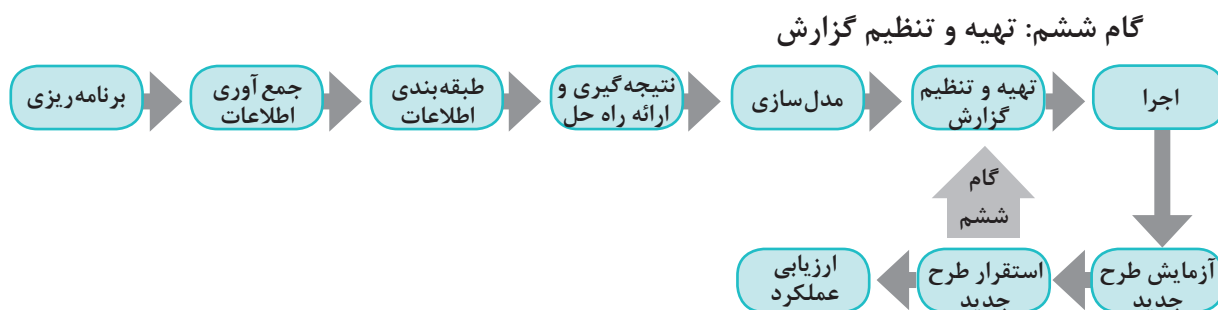 گام ششم: تهیه و تنظیم گزارش
برنامه‌ریزی
جمع‌آوری
اطلاعات
طبقه‌بندی
اطلاعات
نتیجه‌گیری و
ارائه راه حل
مدل‌سازی
تهیه و تنظیم
گزارش
اجرا
گام
ششم
آزمایش طرح
جدید
استقرار طرح
جدید
ارزیابی
عملکرد